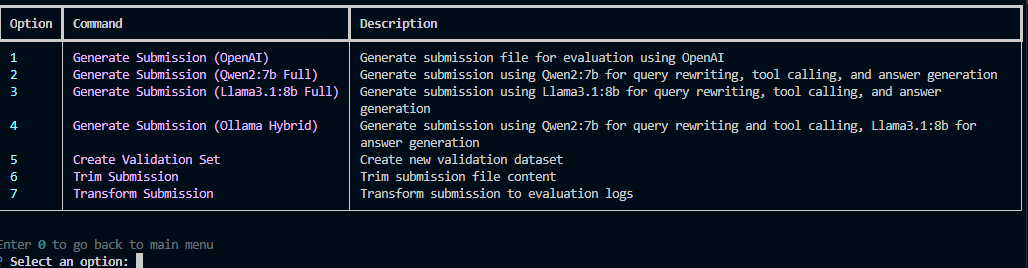 Option Command Description
1 Generate Submission (OpenAI) Generate submission file for evaluation using OpenAI
2 Generate Submission (Qwen2:7b Full) Generate submission using Qwen2:7b for query rewriting, tool calling, and answer generation
3 Generate Submission (Llama3.1:8b Full) Generate submission using Llama3.1:8b for query rewriting, tool calling, and answer
generation
4 Generate Submission (Ollama Hybrid) Generate submission using Qwen2:7b for query rewriting and tool calling, Llama3.1:8b for
answer generation
5 Create Validation Set Create new validation dataset
6 Trim Submission Trim submission file content
7 Transform Submission Transform submission to evaluation logs
Enter 0 to go back to main menu
? Select an option: